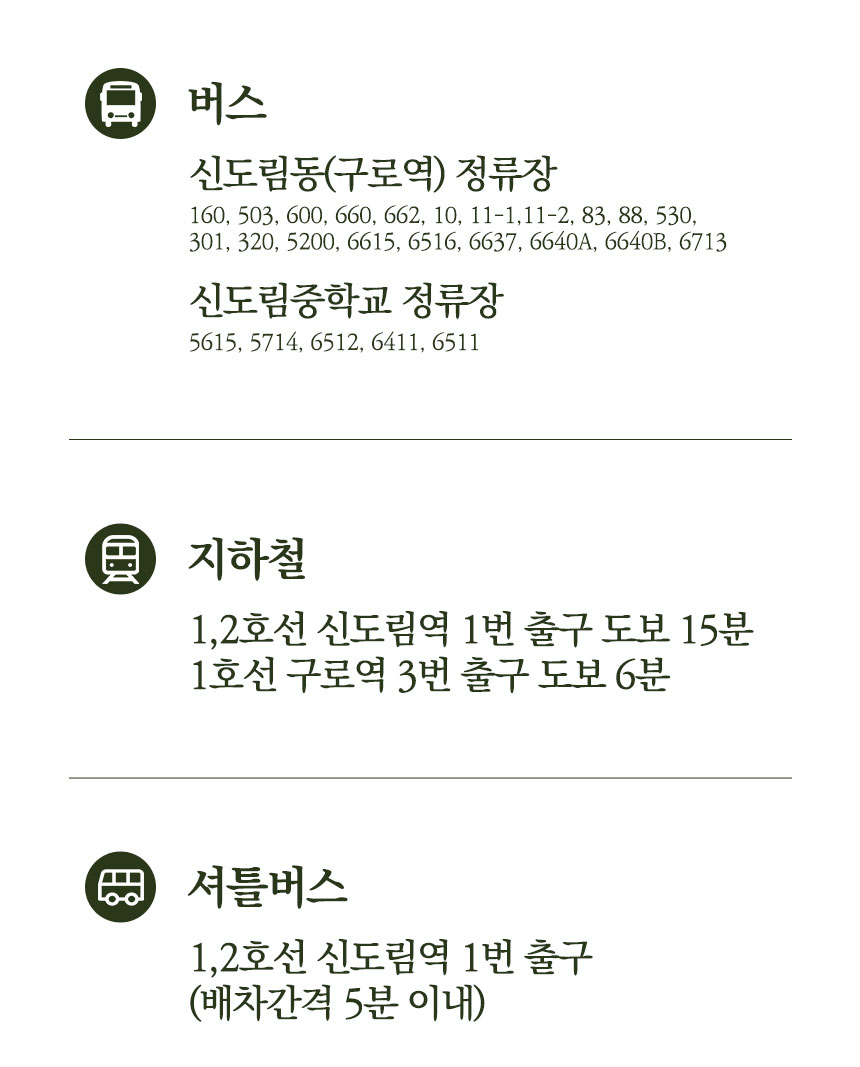 버스
신도림동(구로역) 정류장
160, 503, 600, 660, 662, 10, 11-1,11-2, 83, 88, 530,
301, 320, 5200, 6615, 6516, 6637, 6640A, 6640B, 6713
신도림중학교 정류장
5615, 5714, 6512, 6411, 6511
지하철
1,2호선 신도림역 1번 출구 도보 15분
1호선 구로역 3번 출구 도보 6분
셔틀버스
1,2호선 신도림역 1번 출구
(배차간격 5분 이내)